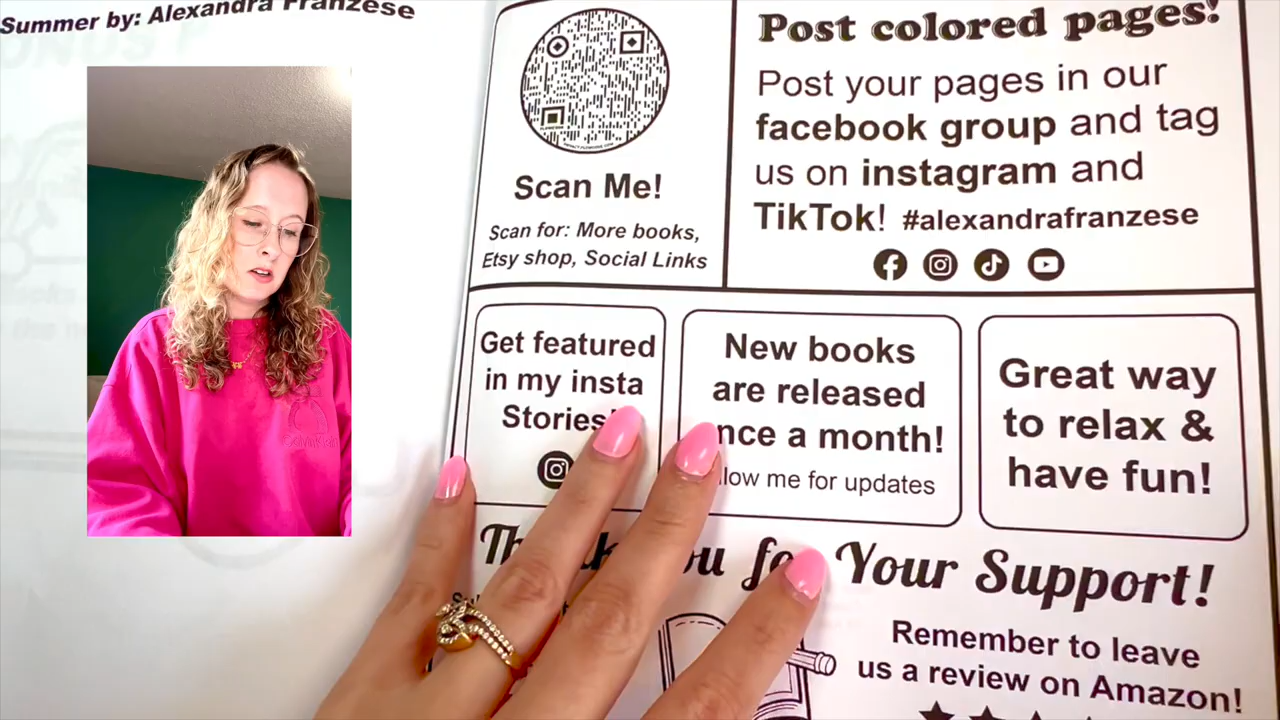 Summer by: Alexandra Franzese
Scan Me!
Scan for: More books,
Etsy shop, Social Links
Post colored pages!
Post your pages in our
facebook group and tag
us on instagram and
TikTok! #alexandrafranzese
Get featured
in my insta
Stories
New books
are released
nce a month!
low me for updates
Great way
to relax &
have fun!
Your Support!
Remember to leave
us a review on Amazon!